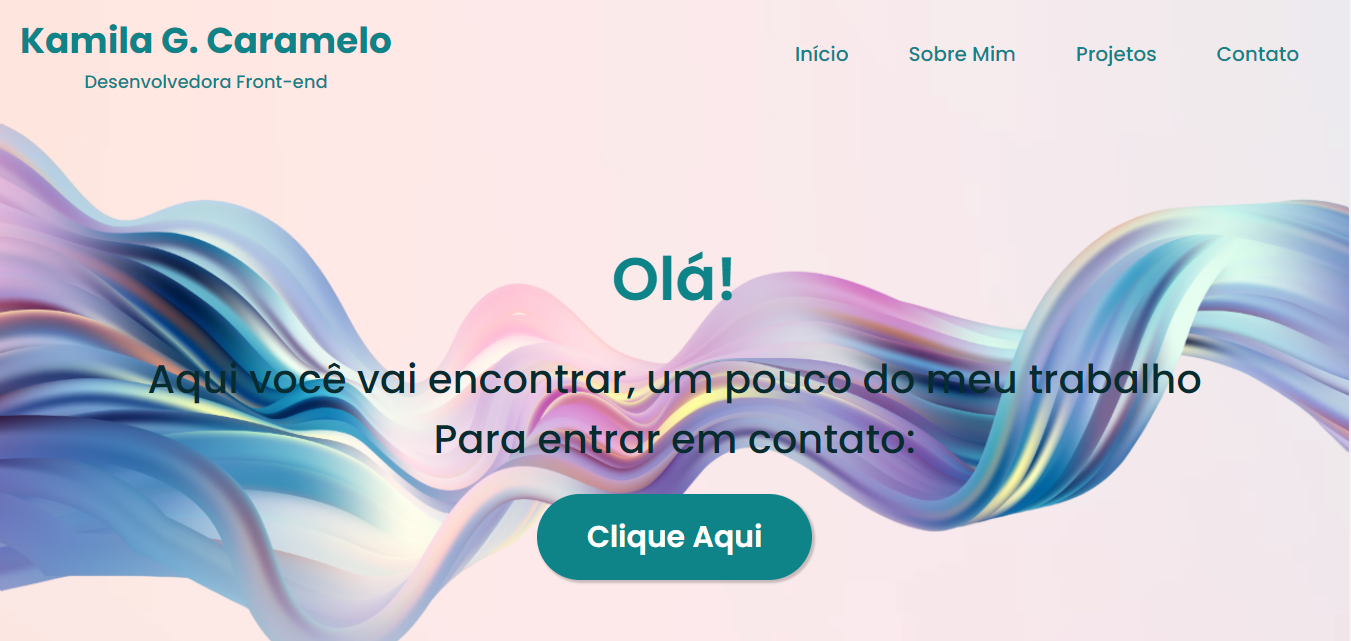 Kamila G. Caramelo
Desenvolvedora Front-end
Início
Sobre Mim
Projetos
Contato
Olá!
Aqui você vai encontrar, um pouco do meu trabalho
Para entrar em contato:
Clique Aqui